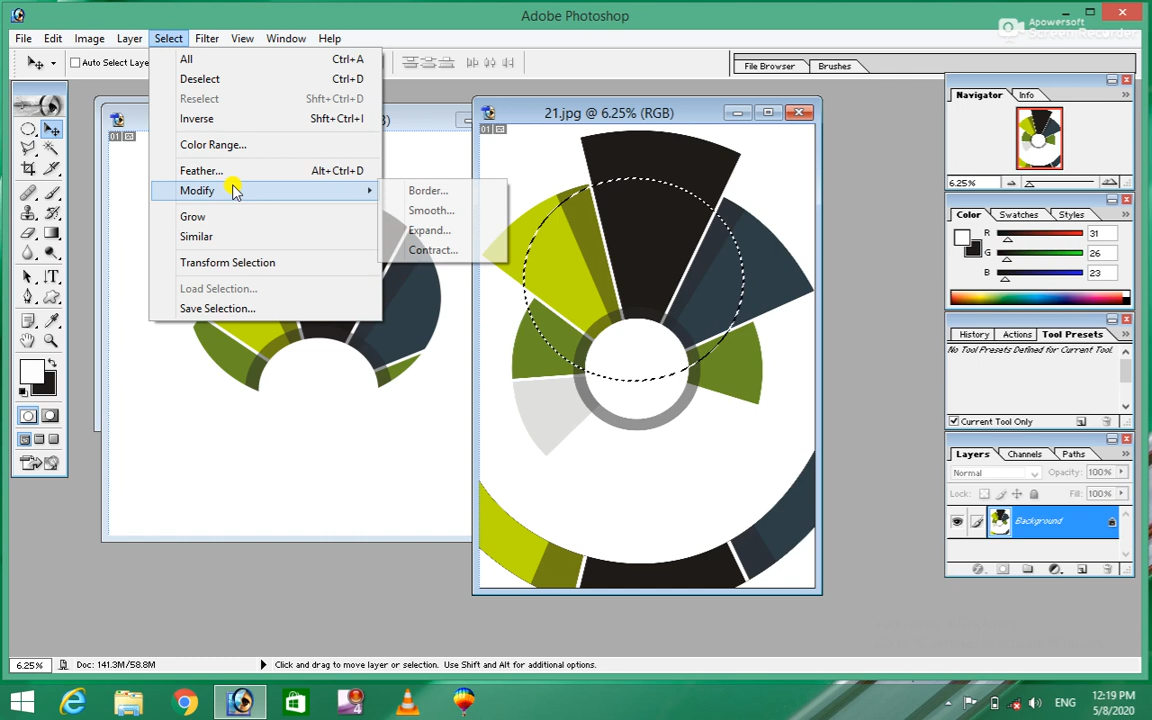 Adobe Photoshop
Apowersoft
Screen Recorder
File Edit Image Layer Select Filter View Window Help
Auto Select Laye
File Browser Brushes
All Ctrl+A
Deselect Ctrl+D
Reselect Shft+Ctrl+D
Inverse Shft+Ctrl+I
Color Range...
Feather... Alt+Ctrl+D
Modify
Grow
Similar
Transform Selection
Load Selection...
Save Selection...
Border...
Smooth...
Expand...
Contract...
)
01
21.jpg @ 6.25% (RGB)
01
Navigator Info
6.25%
Color Swatches Styles
R 31
G 26
B 23
History Actions Tool Presets
No Tool Presets Defined for Current Tool.
Current Tool Only
Layers Channels Paths
Normal Opacity: 100%
Lock: Fill: 100%
Background
6.25% Doc: 141.3M/58.8M Click and drag to move layer or selection. Use Shift and Alt for additional options.
4
ENG
12:19 PM
5/8/2020